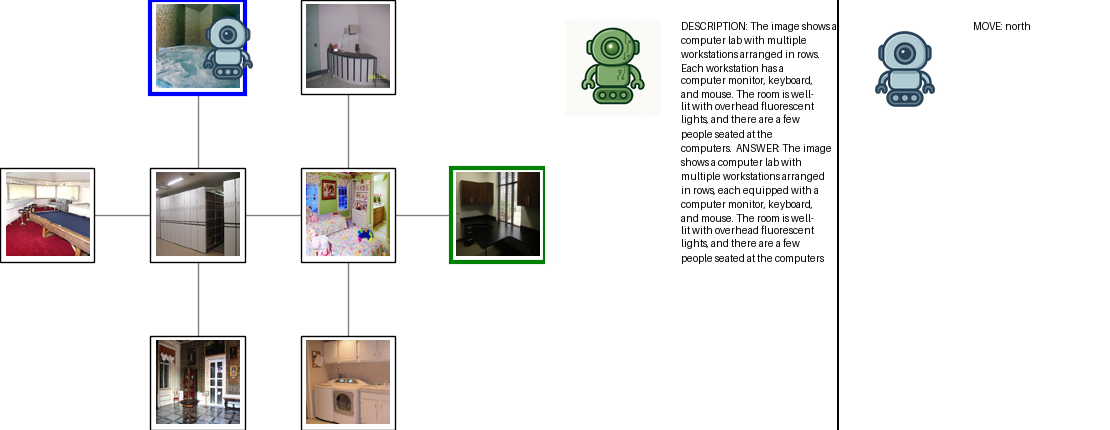 DESCRIPTION: The image shows a
computer lab with multiple
workstations arranged in rows.
Each workstation has a
computer monitor, keyboard,
and mouse. The room is well-
lit with overhead fluorescent
lights, and there are a few
people seated at the
computers. ANSWER: The image
shows a computer lab with
multiple workstations arranged
in rows, each equipped with a
computer monitor, keyboard,
and mouse. The room is well-
lit with overhead fluorescent
lights, and there are a few
people seated at the computers
MOVE: north